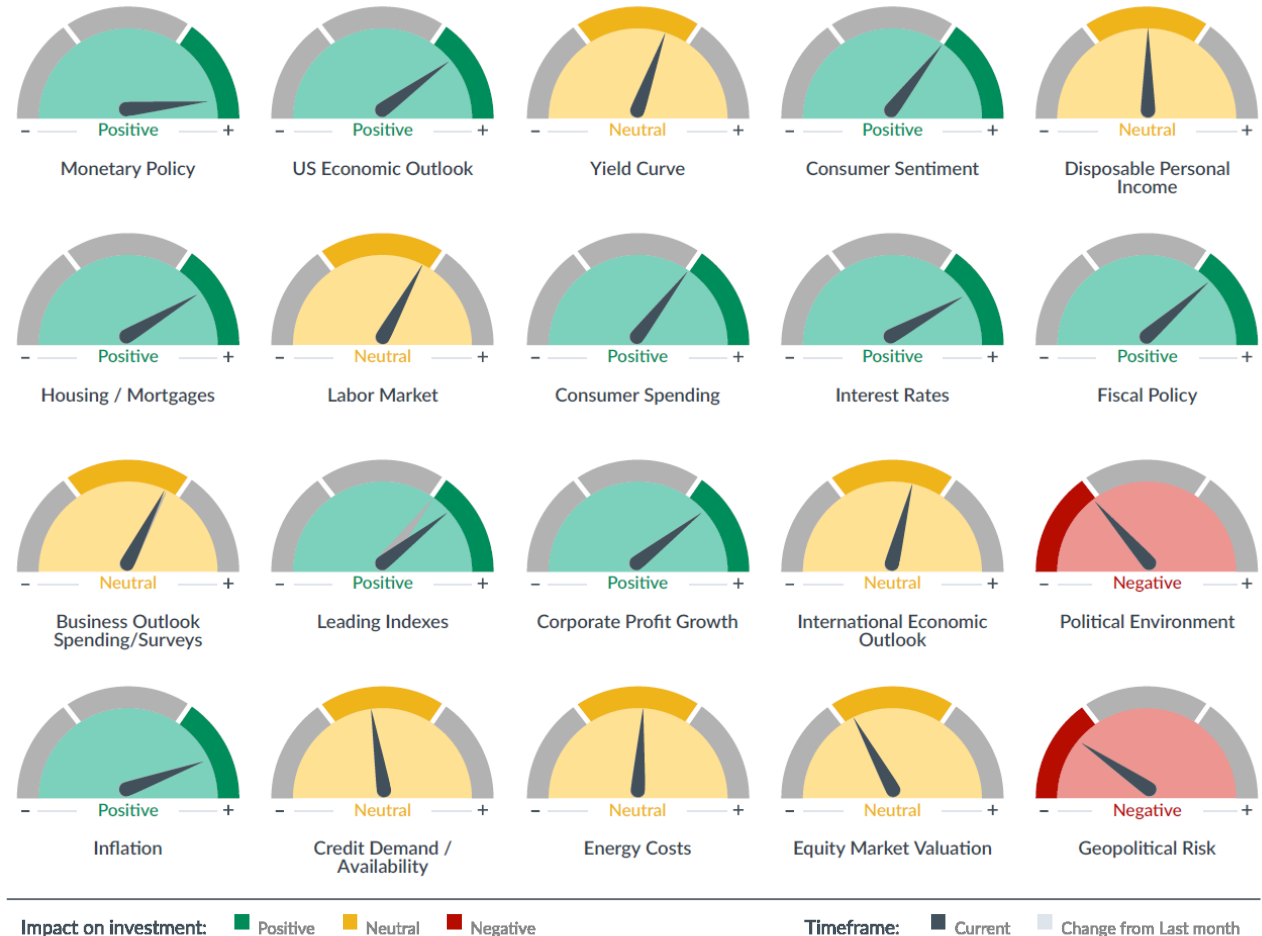 - Positive +
- Positive +
- Neutral +
- Positive +
- Neutral +
Monetary Policy
US Economic Outlook
Yield Curve
Consumer Sentiment
Disposable Personal
Income
- Positive +
- Neutral +
- Positive +
- Positive +
- Positive +
Housing / Mortgages
Labor Market
Consumer Spending
Interest Rates
Fiscal Policy
- Neutral +
- Positive +
- Positive +
- Neutral +
- Negative +
Business Outlook
Spending/Surveys
Leading Indexes
Corporate Profit Growth
International Economic
Outlook
Political Environment
- Positive +
- Neutral +
- Neutral +
- Neutral +
- Negative +
Inflation
Credit Demand /
Availability
Energy Costs
Equity Market Valuation
Geopolitical Risk
Impact on investment: Positive Neutral Negative
Timeframe: Current Change from Last month